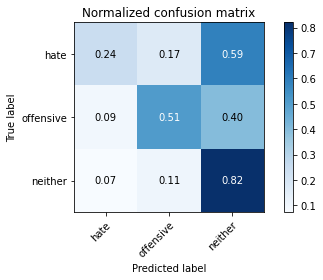 Normalized confusion matrix
hate 0.24 0.17 0.59
offensive 0.09 0.51 0.40
neither 0.07 0.11 0.82
hate offensive neither
True label
Predicted label
0.8
0.7
0.6
0.5
0.4
0.3
0.2
0.1